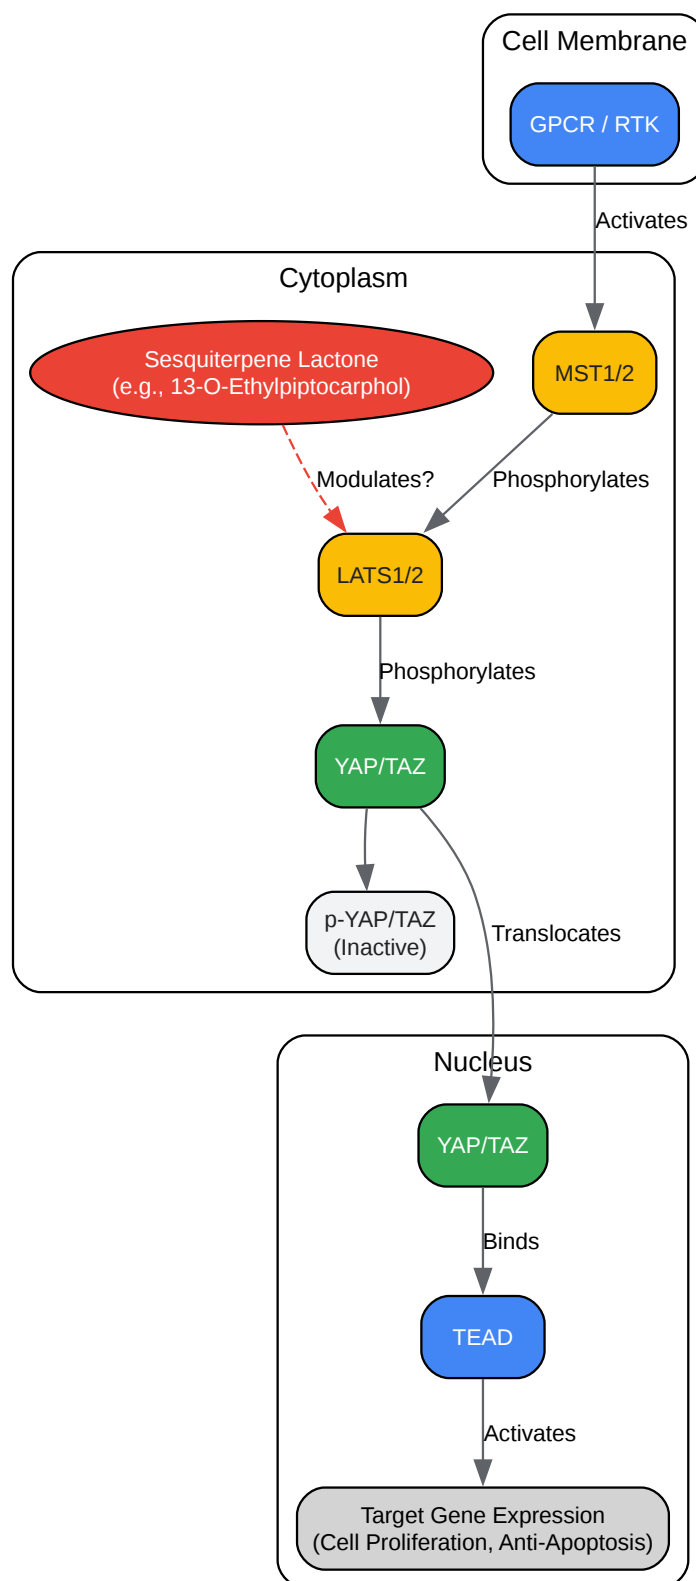 Cell Membrane
GPCR / RTK
Activates
Cytoplasm
Sesquiterpene Lactone
(e.g., 13-O-Ethylpiptocarphol)
MST1/2
Modulates?
Phosphorylates
LATS1/2
Phosphorylates
YAP/TAZ
p-YAP/TAZ
(Inactive)
Translocates
Nucleus
YAP/TAZ
Binds
TEAD
Activates
Target Gene Expression
(Cell Proliferation, Anti-Apoptosis)